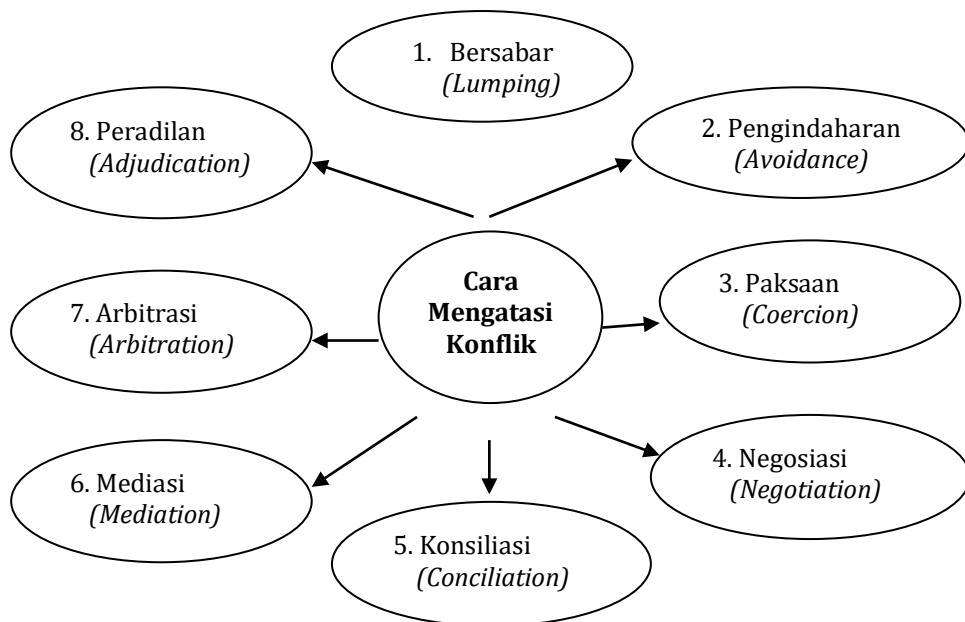 1. Bersabar
(Lumping)
2. Pengindaharan
(Avoidance)
3. Paksaan
(Coercion)
4. Negosiasi
(Negotiation)
5. Konsiliasi
(Conciliation)
6. Mediasi
(Mediation)
7. Arbitrasi
(Arbitration)
8. Peradilan
(Adjudication)
Cara
Mengatasi
Konflik